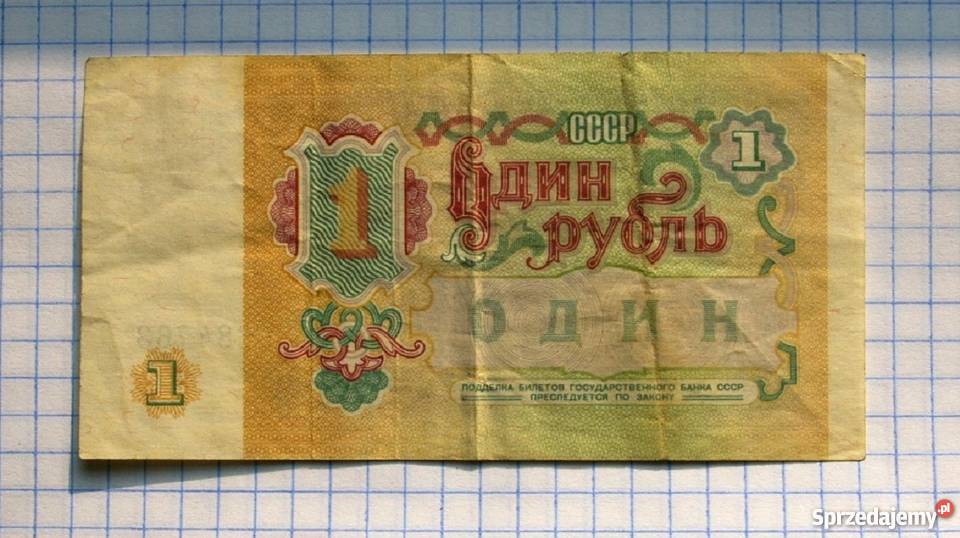 СССР
1
1
Один
рубль
ОДИН
1
ПОДДЕЛКА БИЛЕТОВ ГОСУДАРСТВЕННОГО БАНКА СССР
ПРЕСЛЕДУЕТСЯ ПО ЗАКОНУ
Sprzedajemy.pl